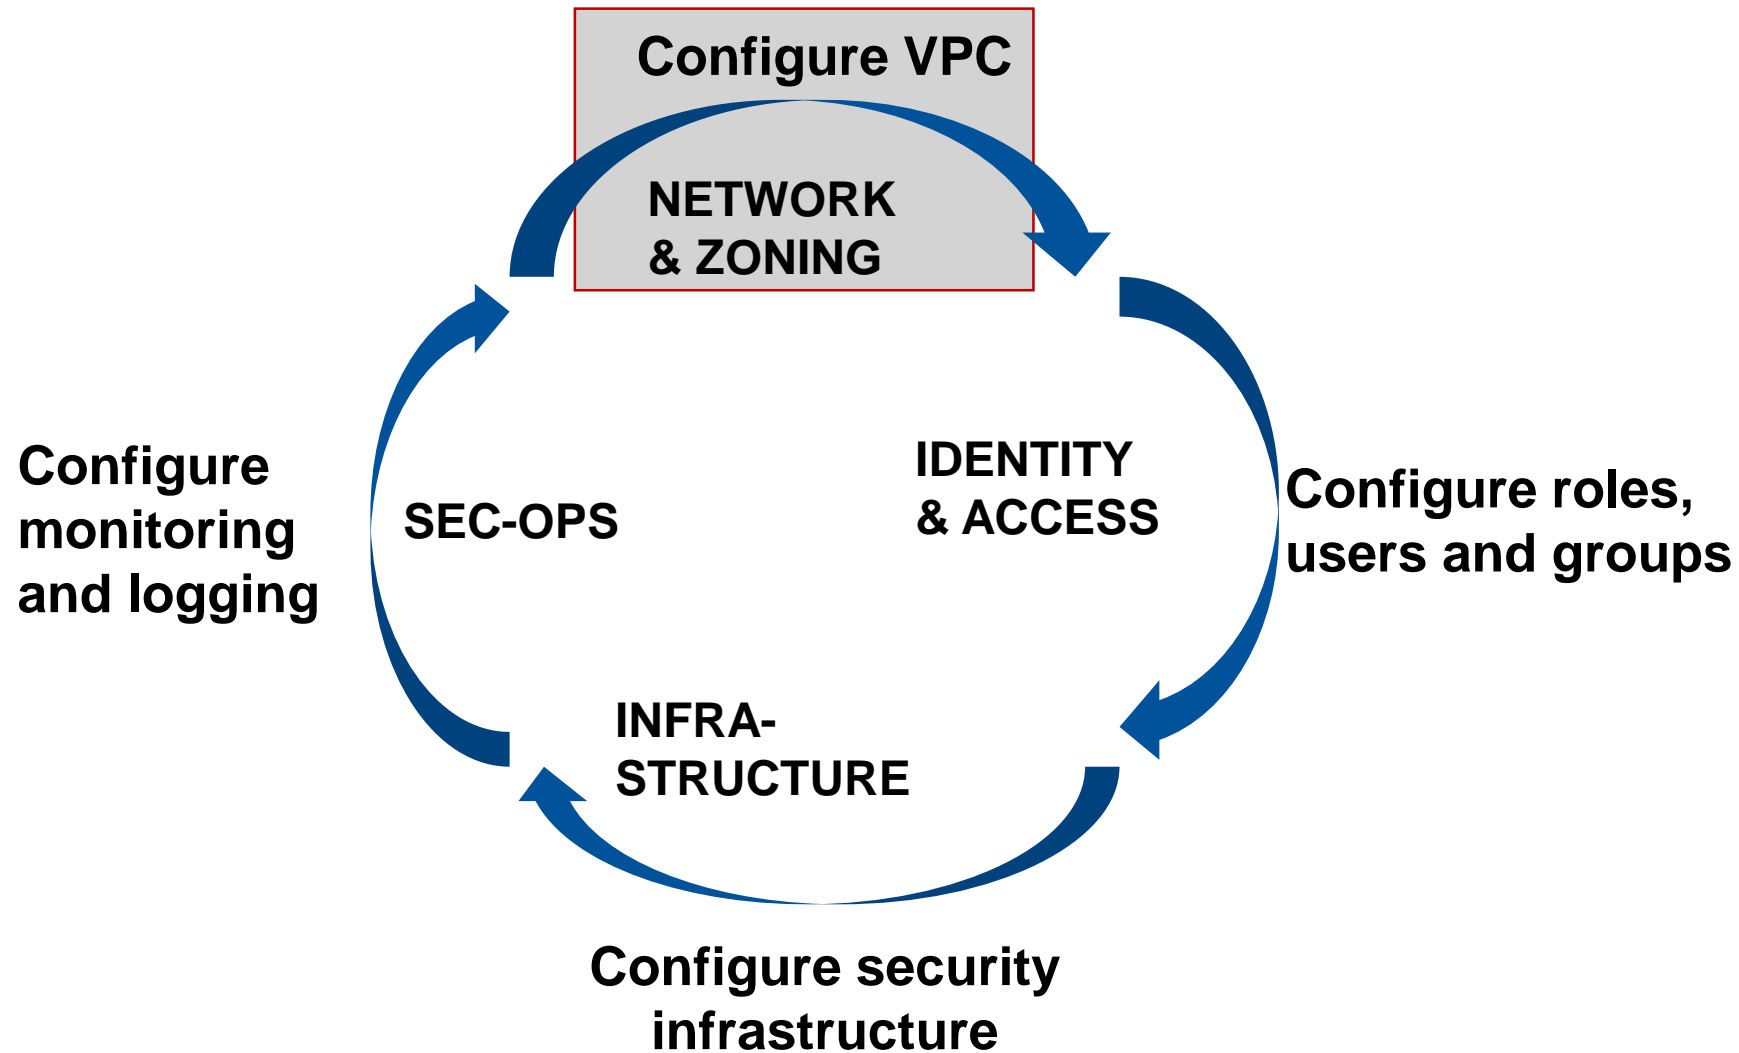 Configure VPC
NETWORK
& ZONING
IDENTITY
& ACCESS
Configure roles,
users and groups
INFRA-
STRUCTURE
Configure security
infrastructure
SEC-OPS
Configure
monitoring
and logging